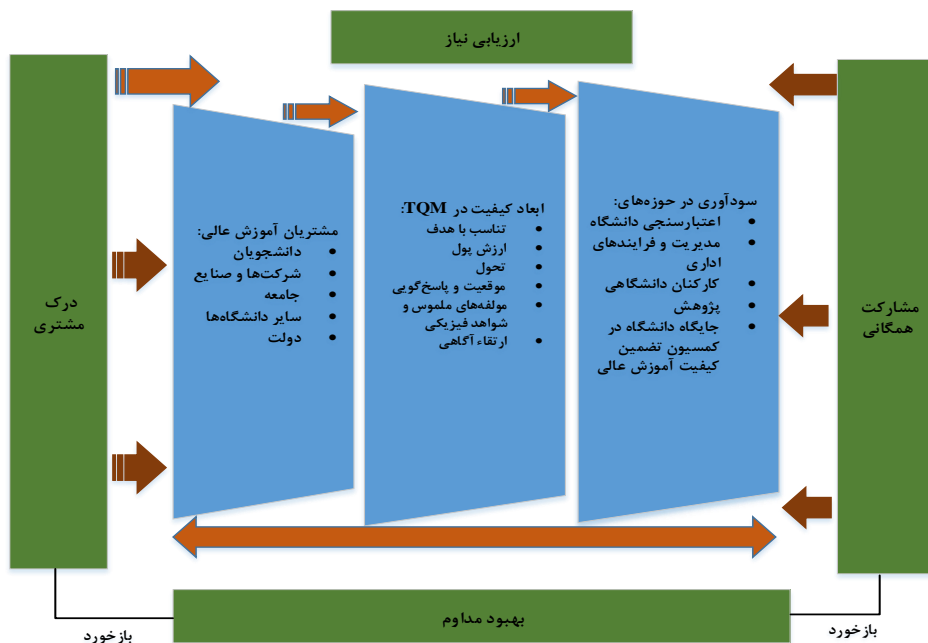 ارزیابی نیاز
مشارکت
همگانی
سودآوری در حوزه‌های:
• اعتبارسنجی دانشگاه
• مدیریت و فرایندهای
اداری
• کارکنان دانشگاهی
• پژوهش
• جایگاه دانشگاه در
کمسیون تضمین
کیفیت آموزش عالی
ابعاد کیفیت در TQM:
• تناسب با هدف
• ارزش پول
• تحول
• موقعیت و پاسخ‌گویی
• مولفه‌های ملموس و
شواهد فیزیکی
• ارتقاء آگاهی
مشتریان آموزش عالی:
• دانشجویان
• شرکت‌ها و صنایع
• جامعه
• سایر دانشگاه‌ها
• دولت
درک
مشتری
بازخورد
بهبود مداوم
بازخورد